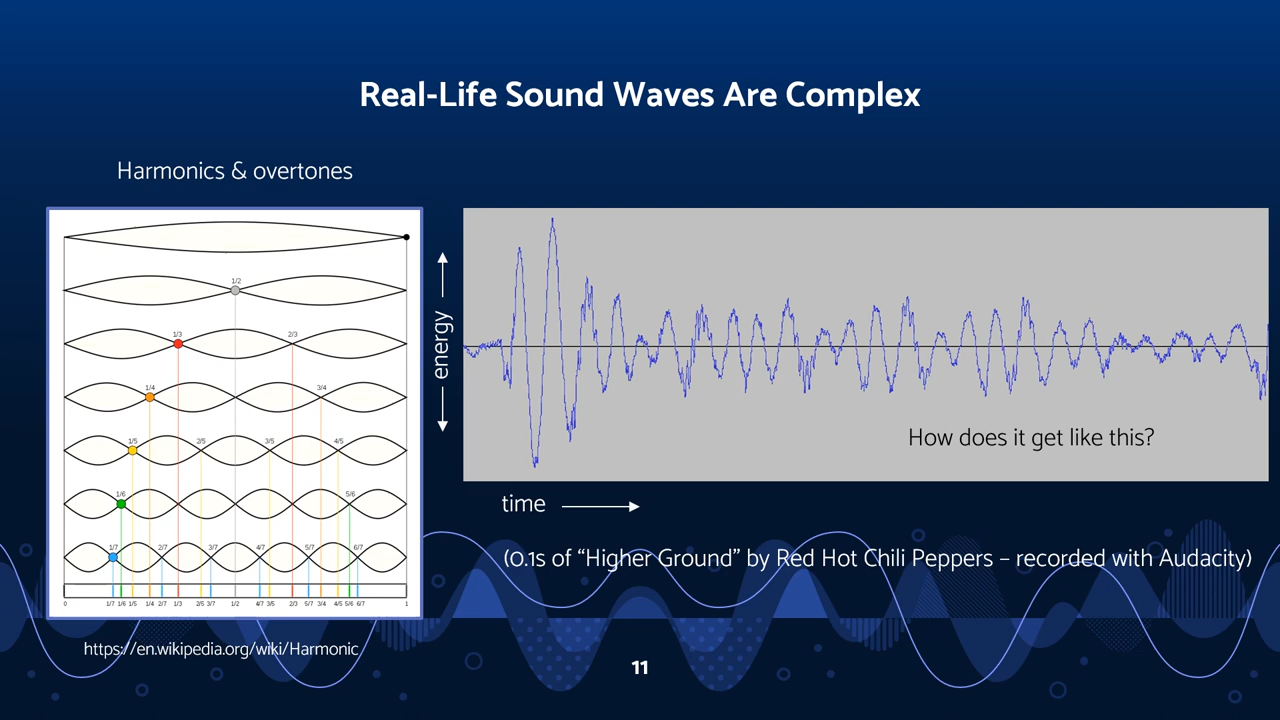 Real-Life Sound Waves Are Complex
Harmonics & overtones
1/2
1/3 2/3
1/4 3/4
1/5 2/5 3/5 4/5
1/6 5/6
1/7 2/7 3/7 4/7 5/7 6/7
0 1/7 1/6 1/5 1/4 2/7 1/3 2/5 3/7 1/2 4/7 3/5 2/3 5/7 3/4 4/5 5/6 6/7 1
https://en.wikipedia.org/wiki/Harmonic
energy
How does it get like this?
time
(0.1s of “Higher Ground” by Red Hot Chili Peppers – recorded with Audacity)
11